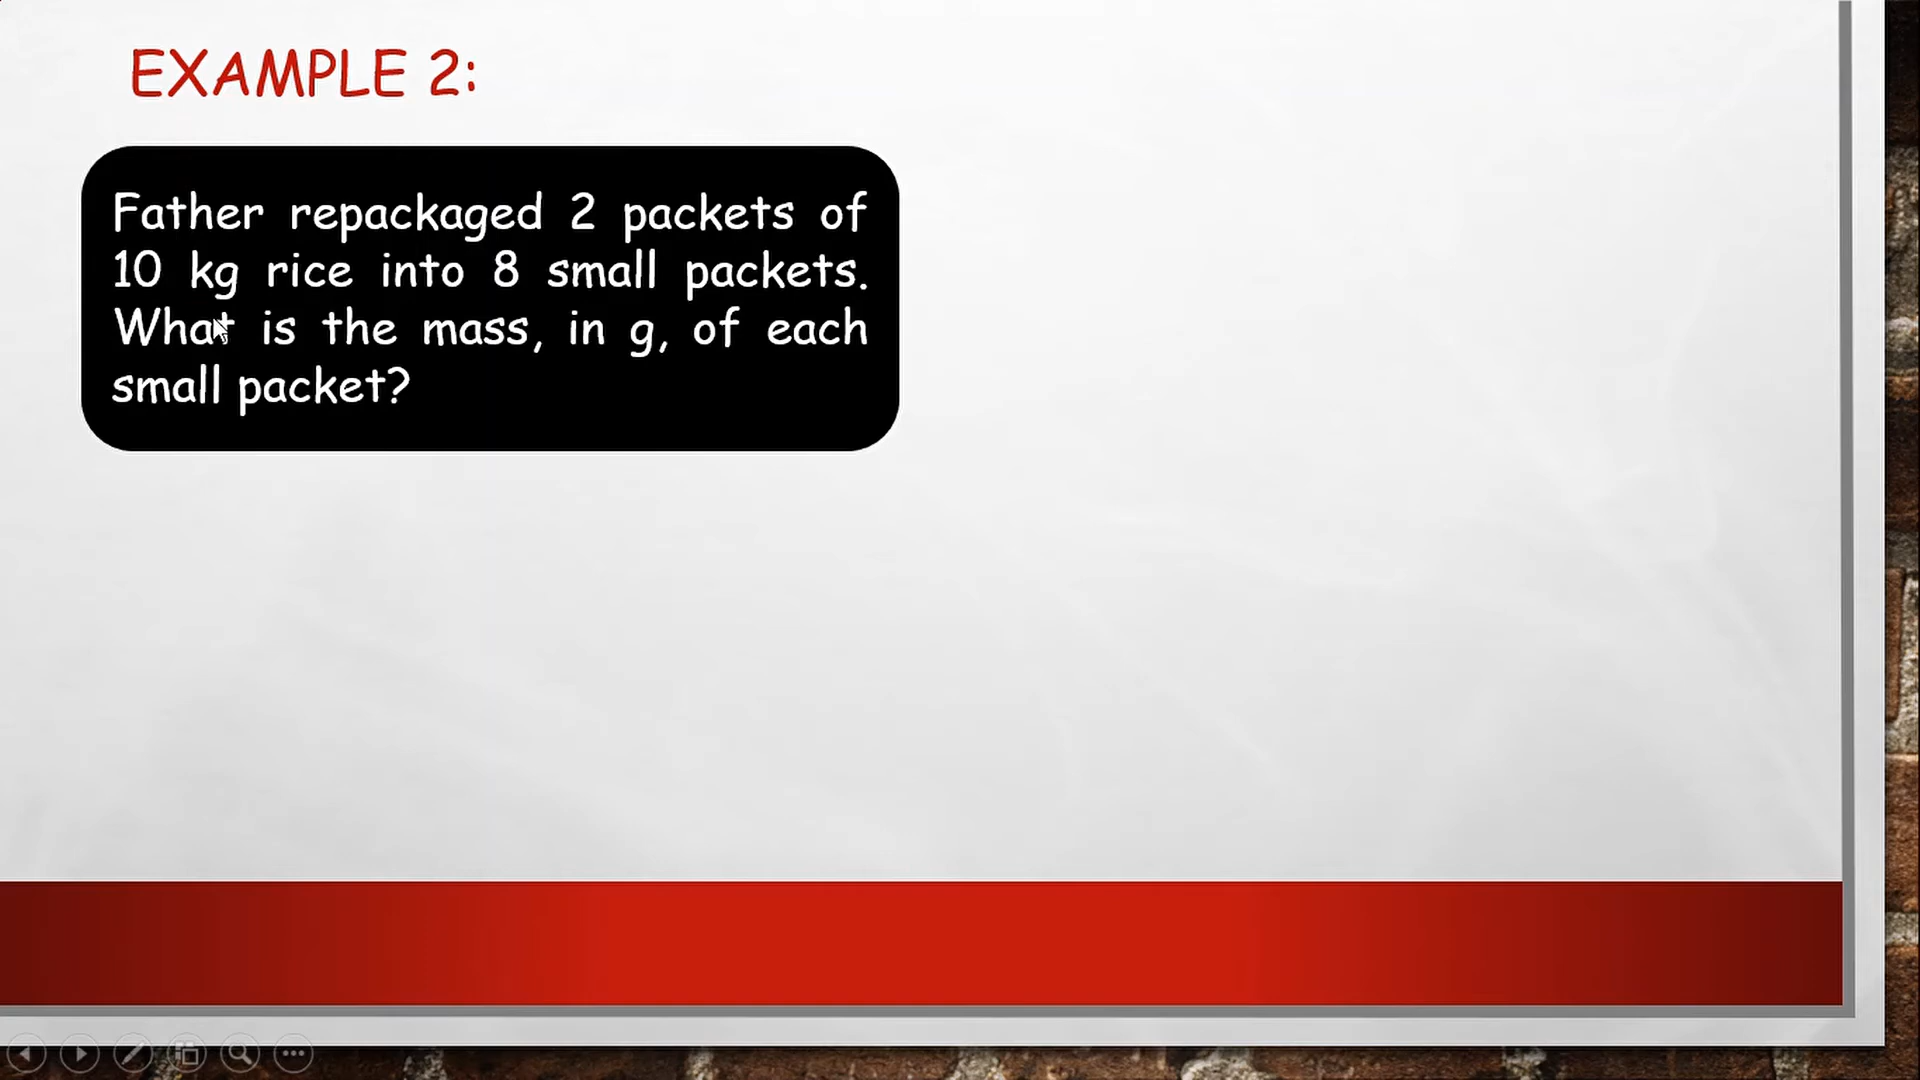 EXAMPLE 2:
Father repackaged 2 packets of
10 kg rice into 8 small packets.
What is the mass, in g, of each
small packet?